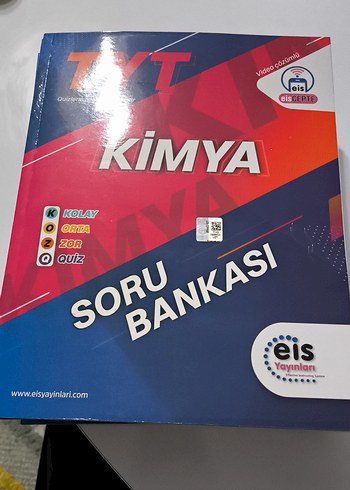 TYT
Video çözümlü
eis
eisCEPTE
KİMYA
K KOLAY
O ORTA
Z ZOR
Q QUİZ
SORU
BANKASI
eis
Yayınları
www.eisyayinlari.com